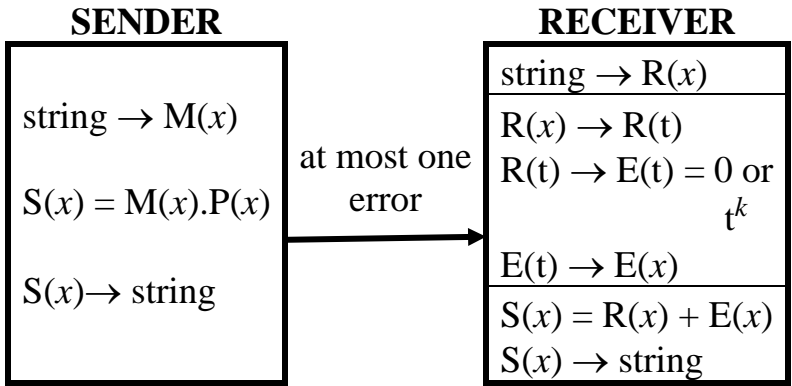 SENDER
string → M(x)
S(x) = M(x).P(x)
S(x)→ string
at most one
error
RECEIVER
string → R(x)
R(x) → R(t)
R(t) → E(t) = 0 or
t^k
E(t) → E(x)
S(x) = R(x) + E(x)
S(x) → string